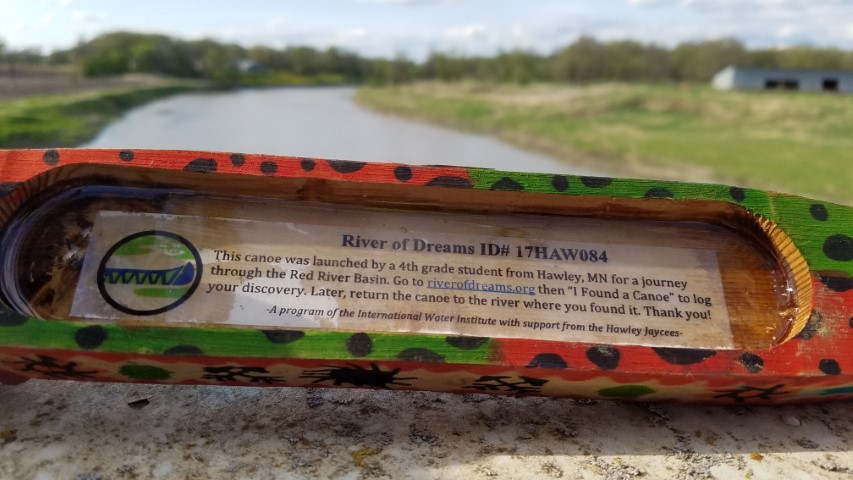 River of Dreams ID# 17HAW084
This canoe was launched by a 4th grade student from Hawley, MN for a journey
through the Red River Basin. Go to riverofdreams.org then "I Found a Canoe" to log
your discovery. Later, return the canoe to the river where you found it. Thank you!
-A program of the International Water Institute with support from the Hawley Jaycees-